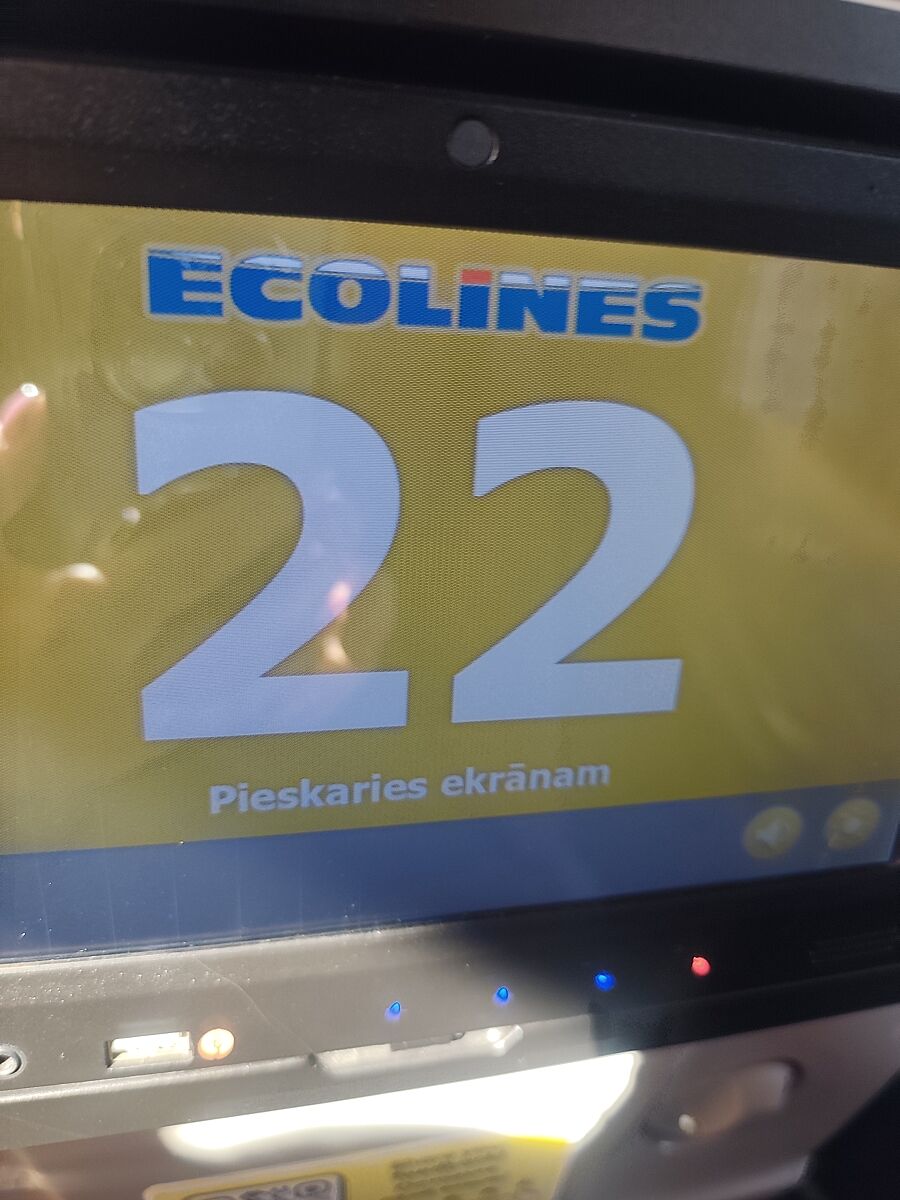 ECOLINES
22
Pieskaries ekrānam